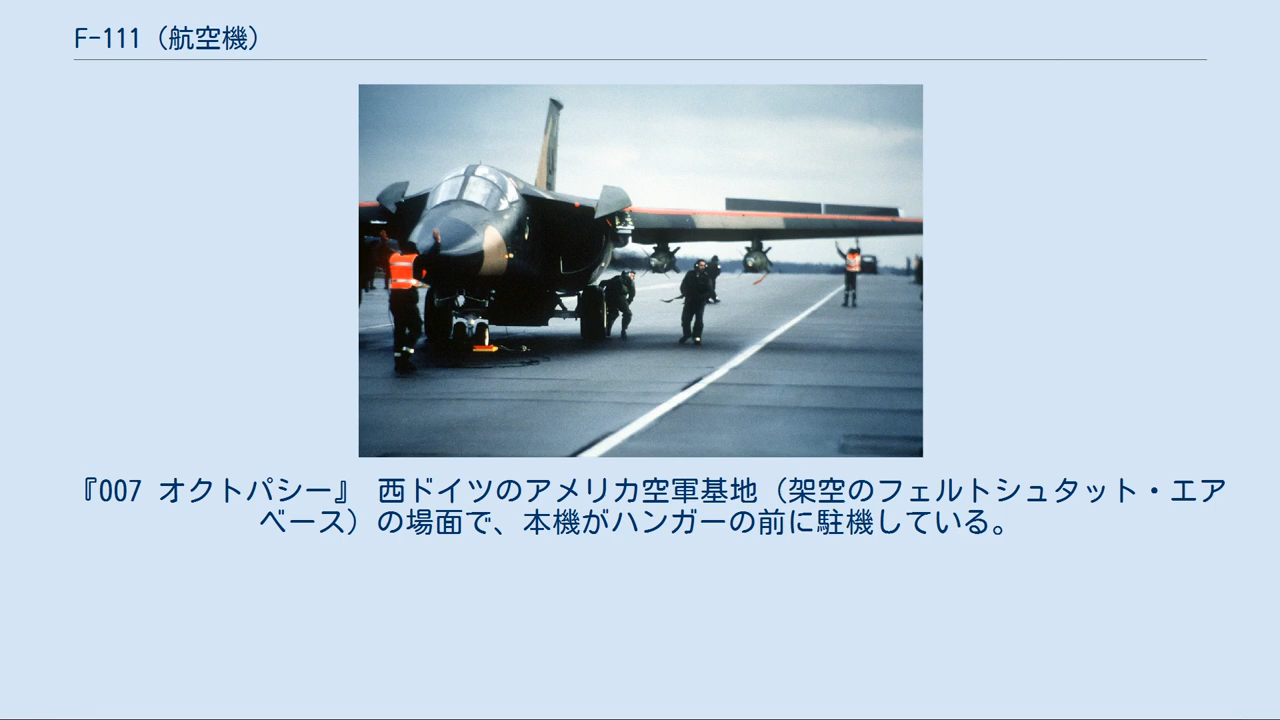 F-111（航空機）
『007 オクトパシー』 西ドイツのアメリカ空軍基地（架空のフェルトシュタット・エア
ベース）の場面で、本機がハンガーの前に駐機している。